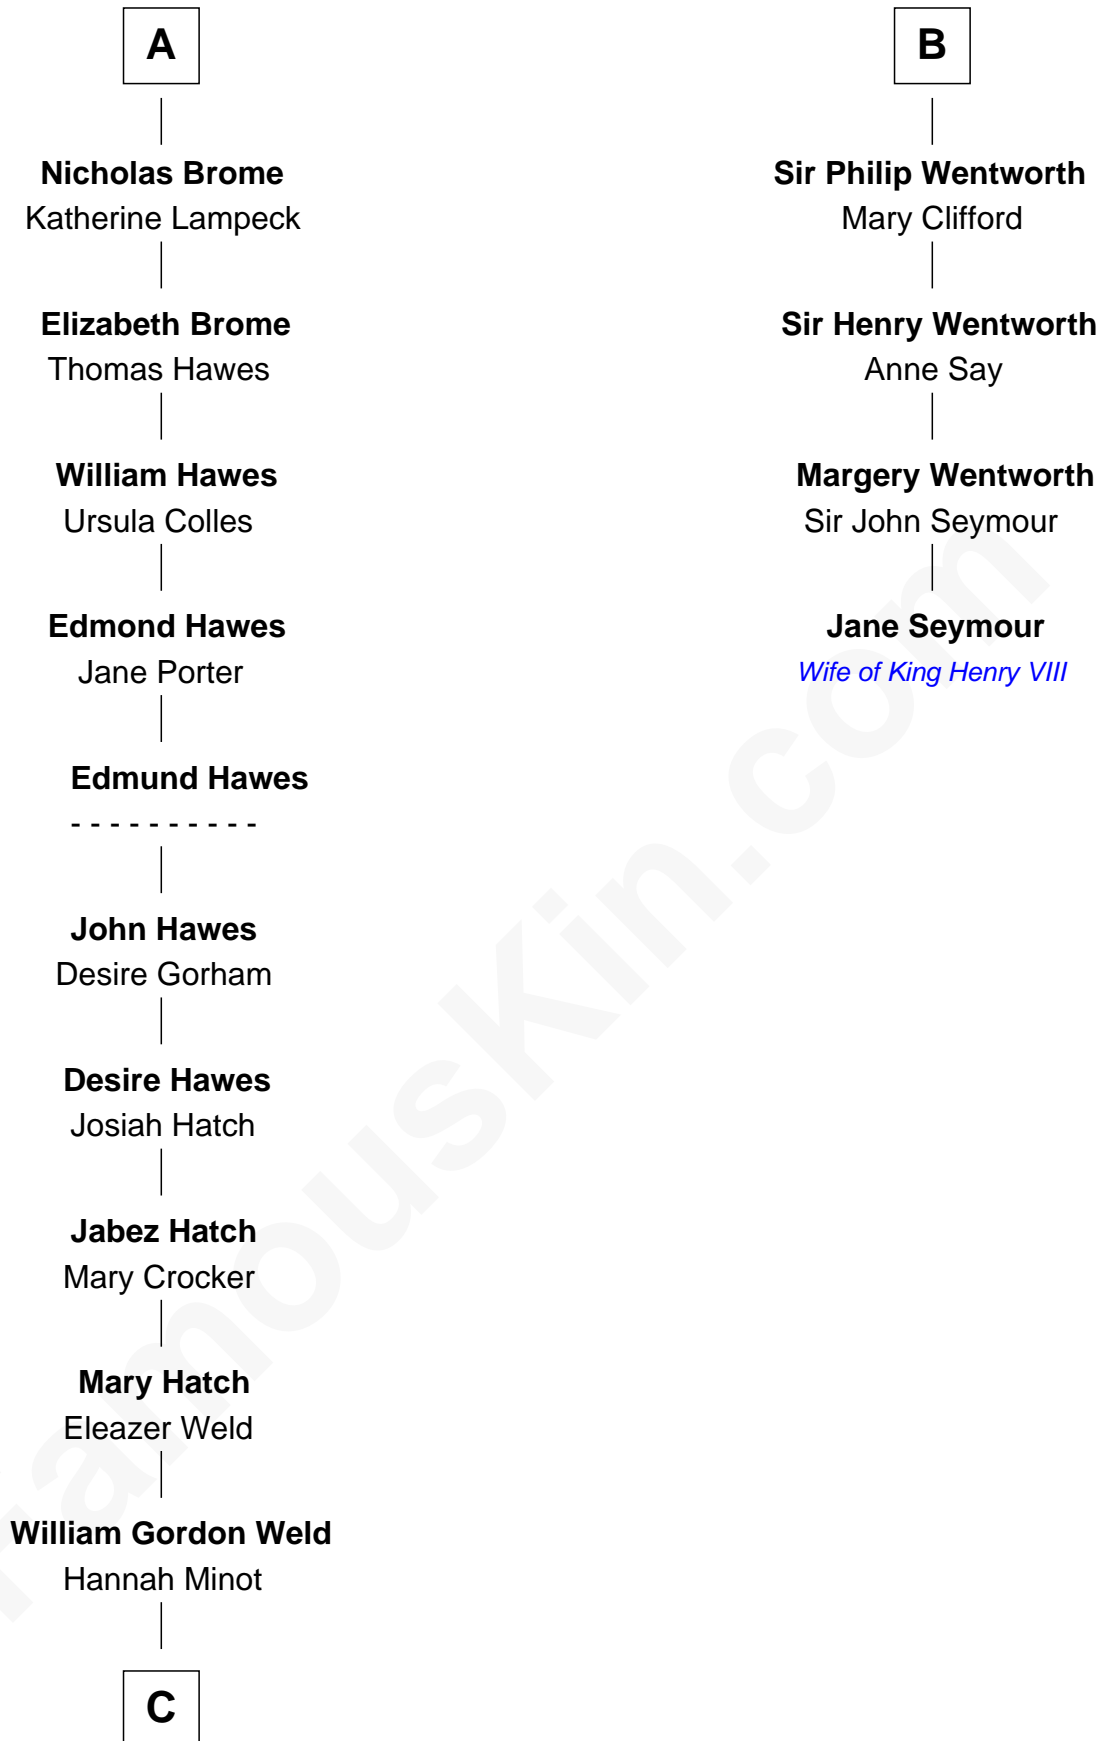 A
Nicholas Brome
Katherine Lampeck
Elizabeth Brome
Thomas Hawes
William Hawes
Ursula Colles
Edmond Hawes
Jane Porter
Edmund Hawes
- - - - - - - - - -
John Hawes
Desire Gorham
Desire Hawes
Josiah Hatch
Jabez Hatch
Mary Crocker
Mary Hatch
Eleazer Weld
William Gordon Weld
Hannah Minot
C
B
Sir Philip Wentworth
Mary Clifford
Sir Henry Wentworth
Anne Say
Margery Wentworth
Sir John Seymour
Jane Seymour
Wife of King Henry VIII
FamousKin.com